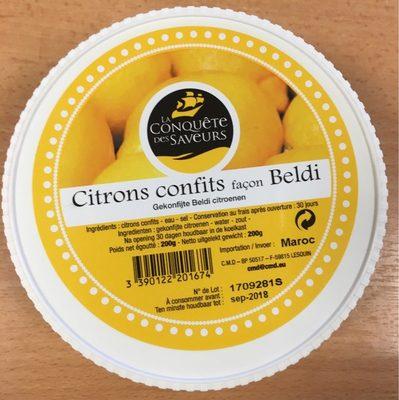 LA
CONQUÊTE
DES SAVEURS
Citrons confits façon Beldi
Gekonfijte Beldi citroenen
Ingrédients : citrons confits - eau - sel - Conservation au frais après ouverture : 30 jours
Ingredienten : gekonfijte citroenen - water - zout -
Na opening 30 dagen houdbaar in de koelkast
Poids net égoutté : 200g - Netto uitgelekt gewicht: 200g
Importation / Invoer : Maroc
C.M.D - BP 50517 - F-59815 LESQUIN
cmd@cmd.eu
3 390122 201674
N° de Lot : 1709281S
À consommer avant : sep-2018
Ten minste houdbaar tot :